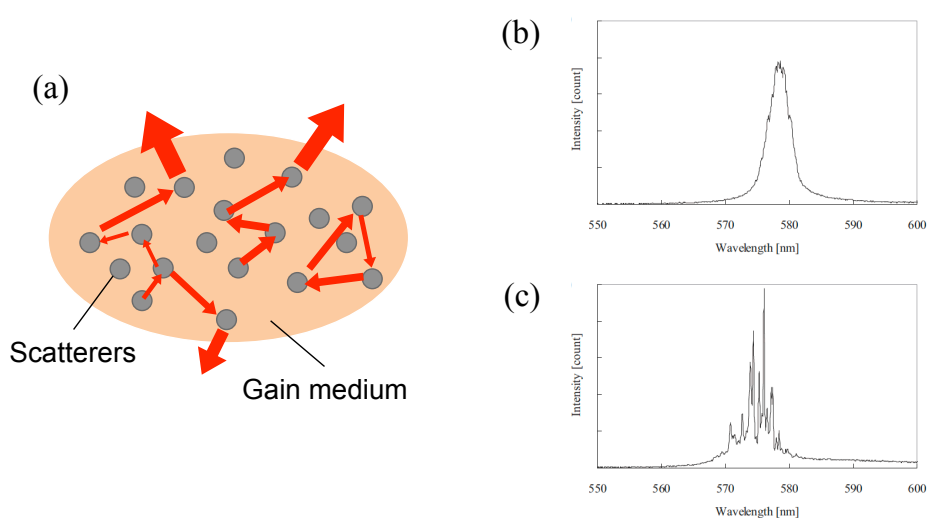 (a)
Scatterers
Gain medium
(b)
Intensity [count]
550 560 570 580 590 600
Wavelength [nm]
(c)
Intensity [count]
550 560 570 580 590 600
Wavelength [nm]